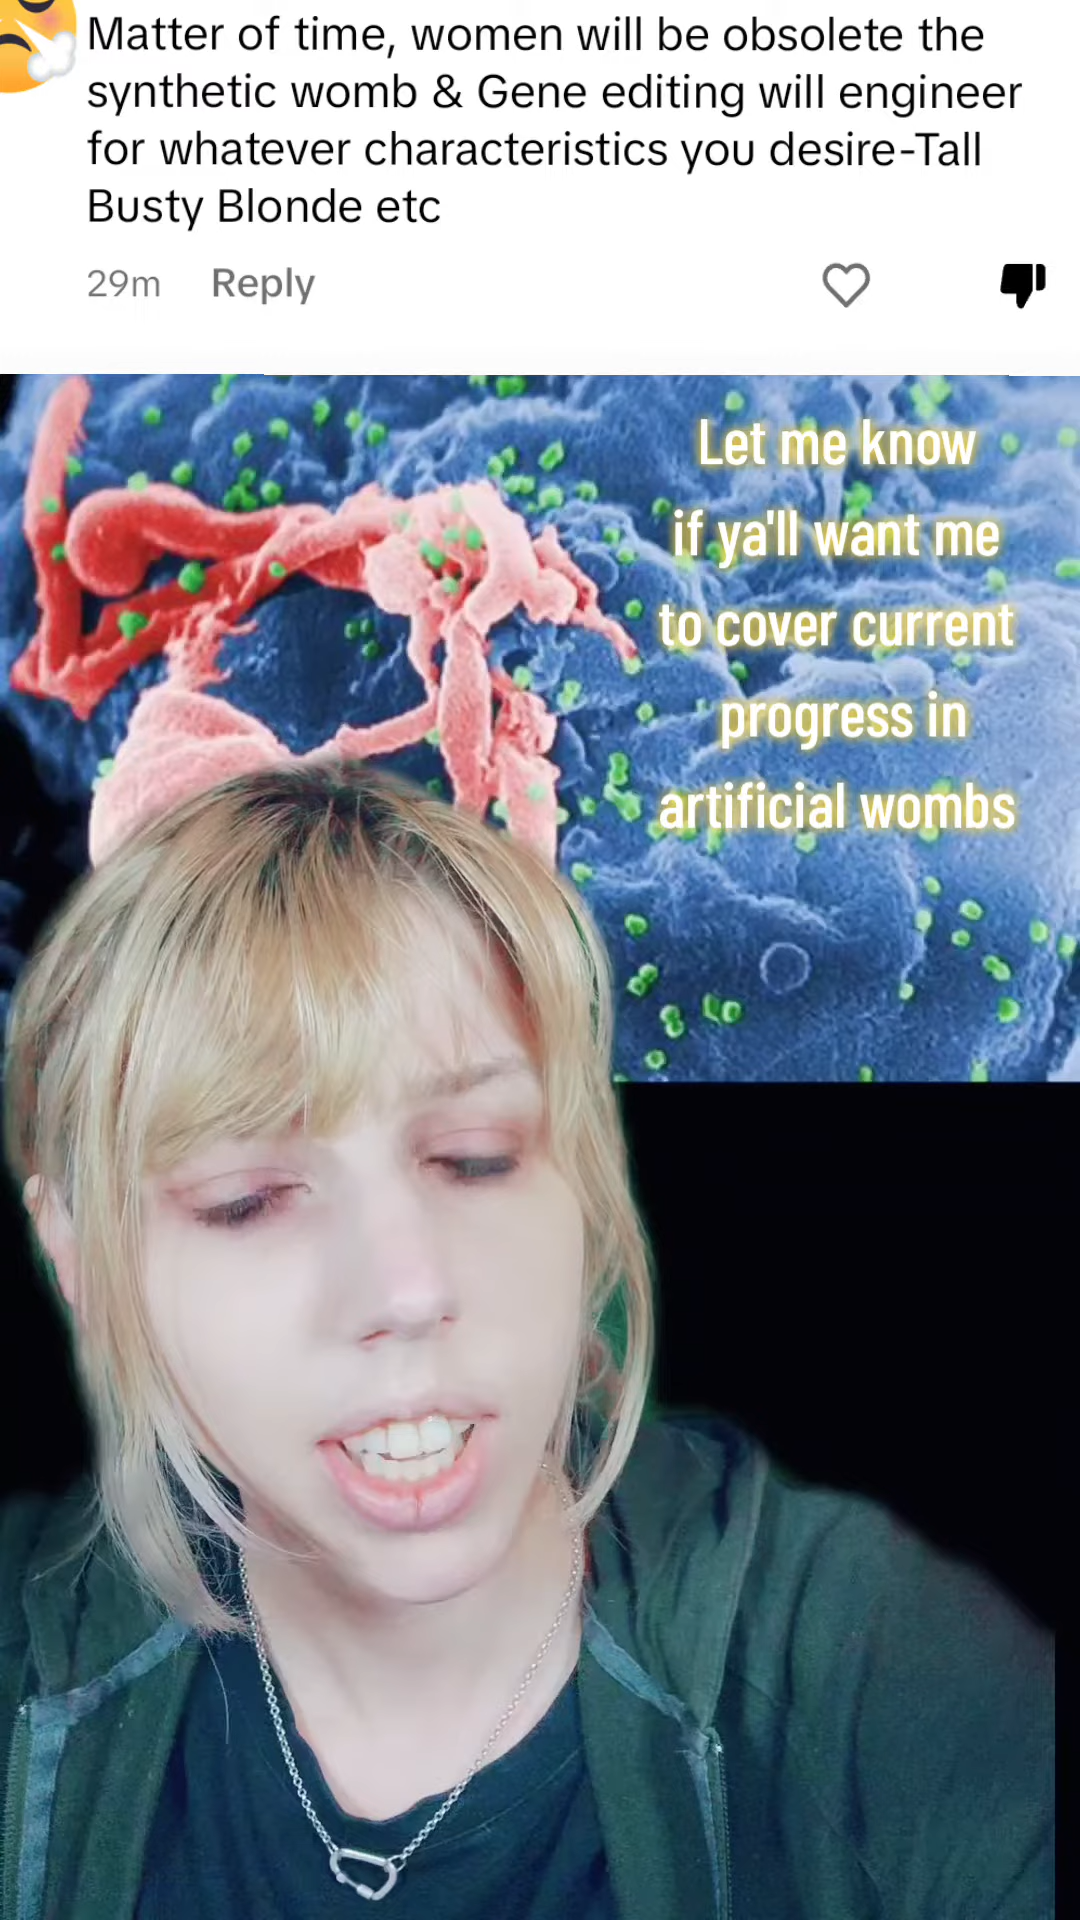 Matter of time, women will be obsolete the
synthetic womb & Gene editing will engineer
for whatever characteristics you desire-Tall
Busty Blonde etc
29m Reply
Let me know
if ya'll want me
to cover current
progress in
artificial wombs